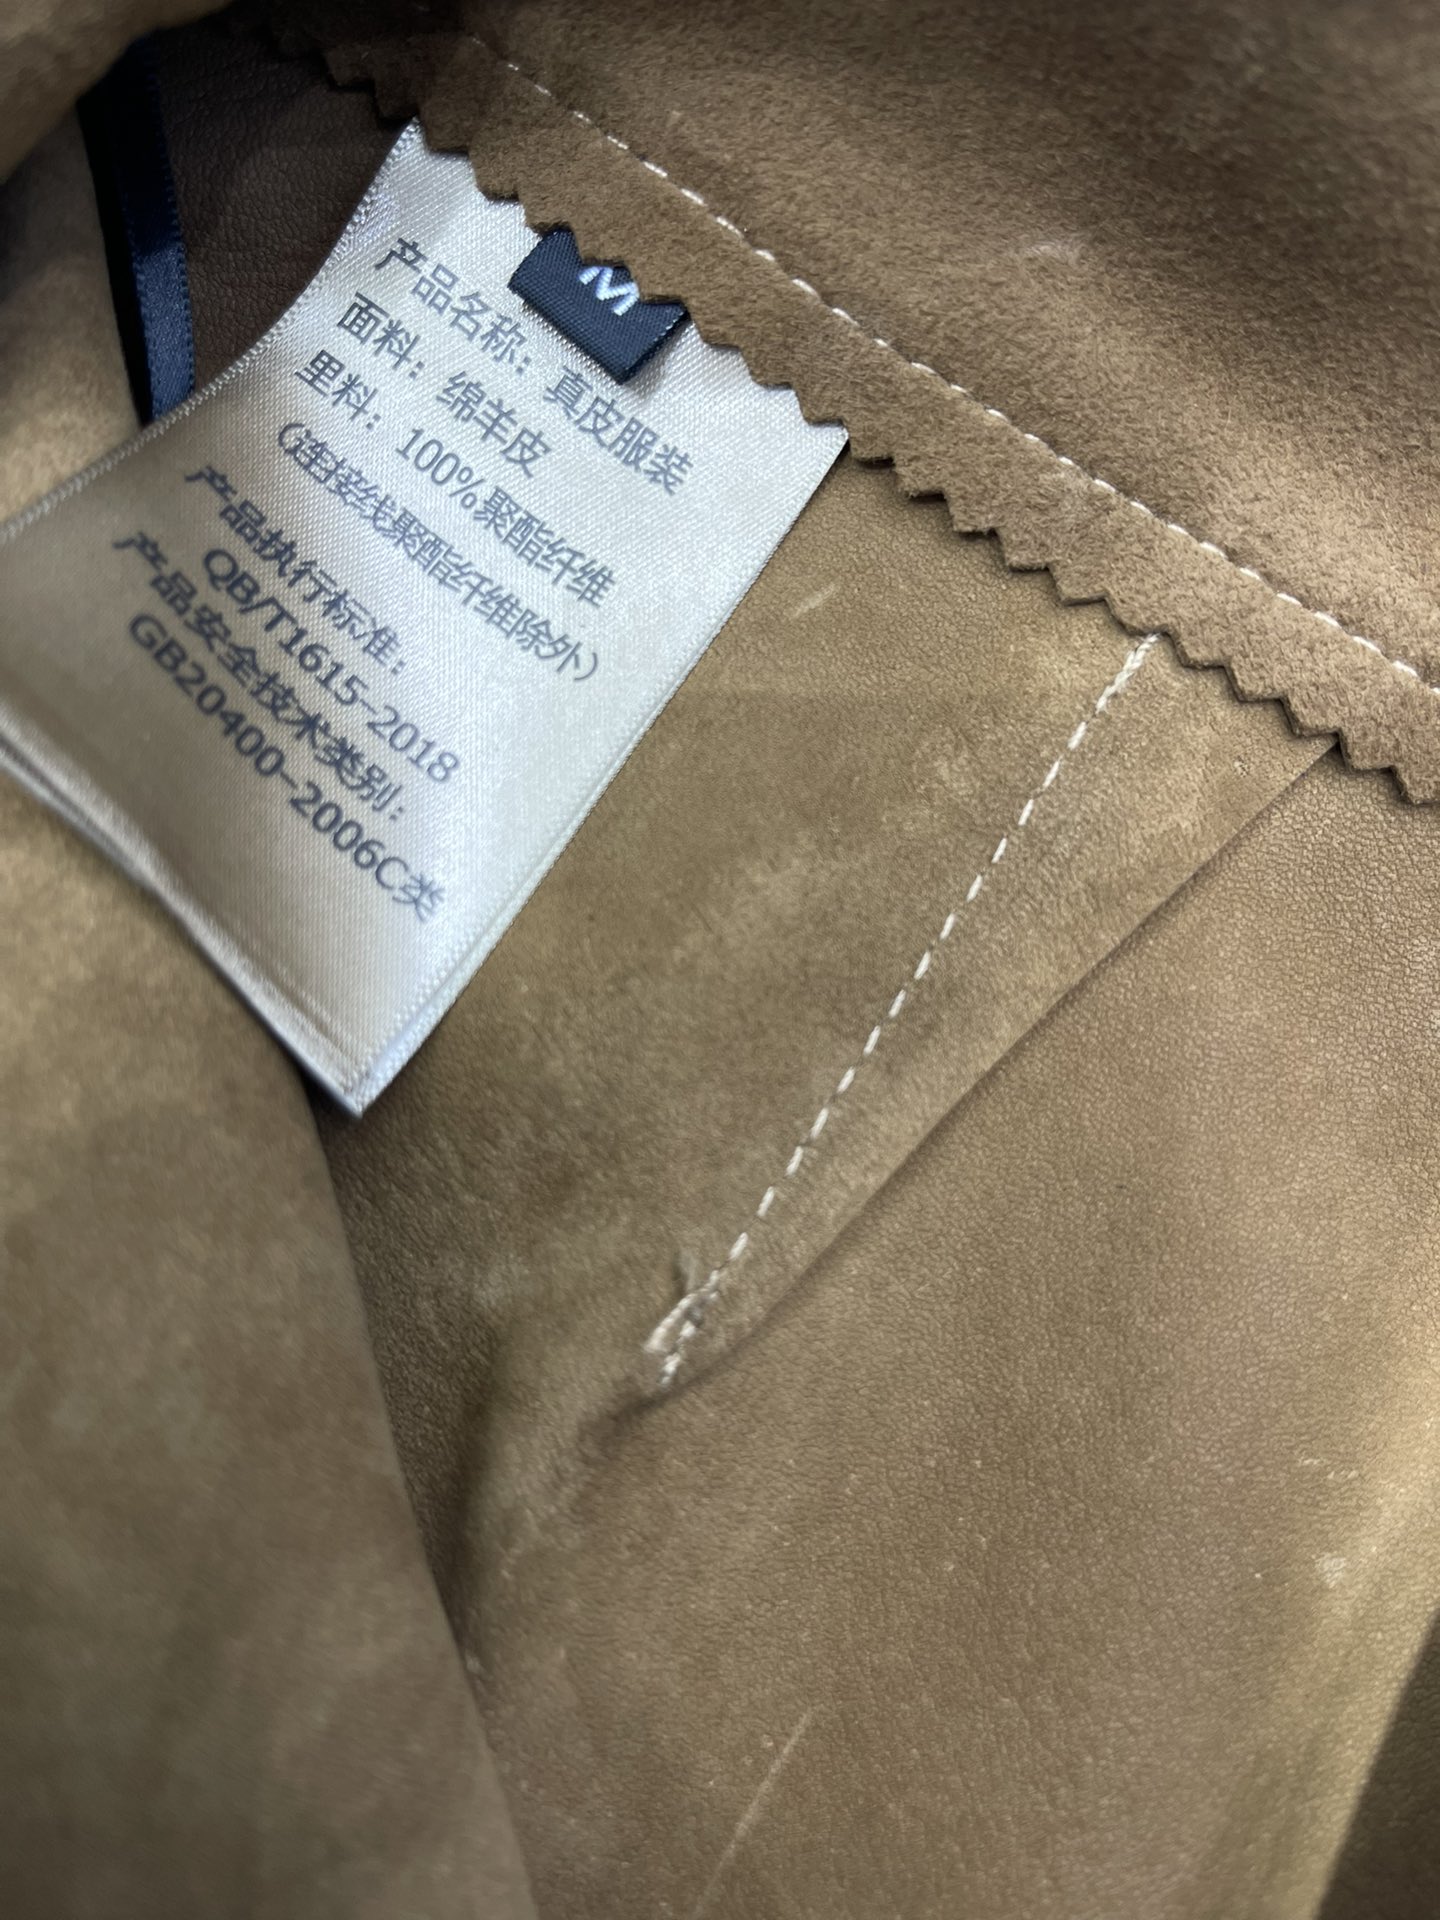 M
产品名称：真皮服装
面料：绵羊皮
里料：100%聚酯纤维
(连接线聚酯纤维除外)
产品执行标准：
QB/T1615-2018
产品安全技术类别：
GB20400-2006C类